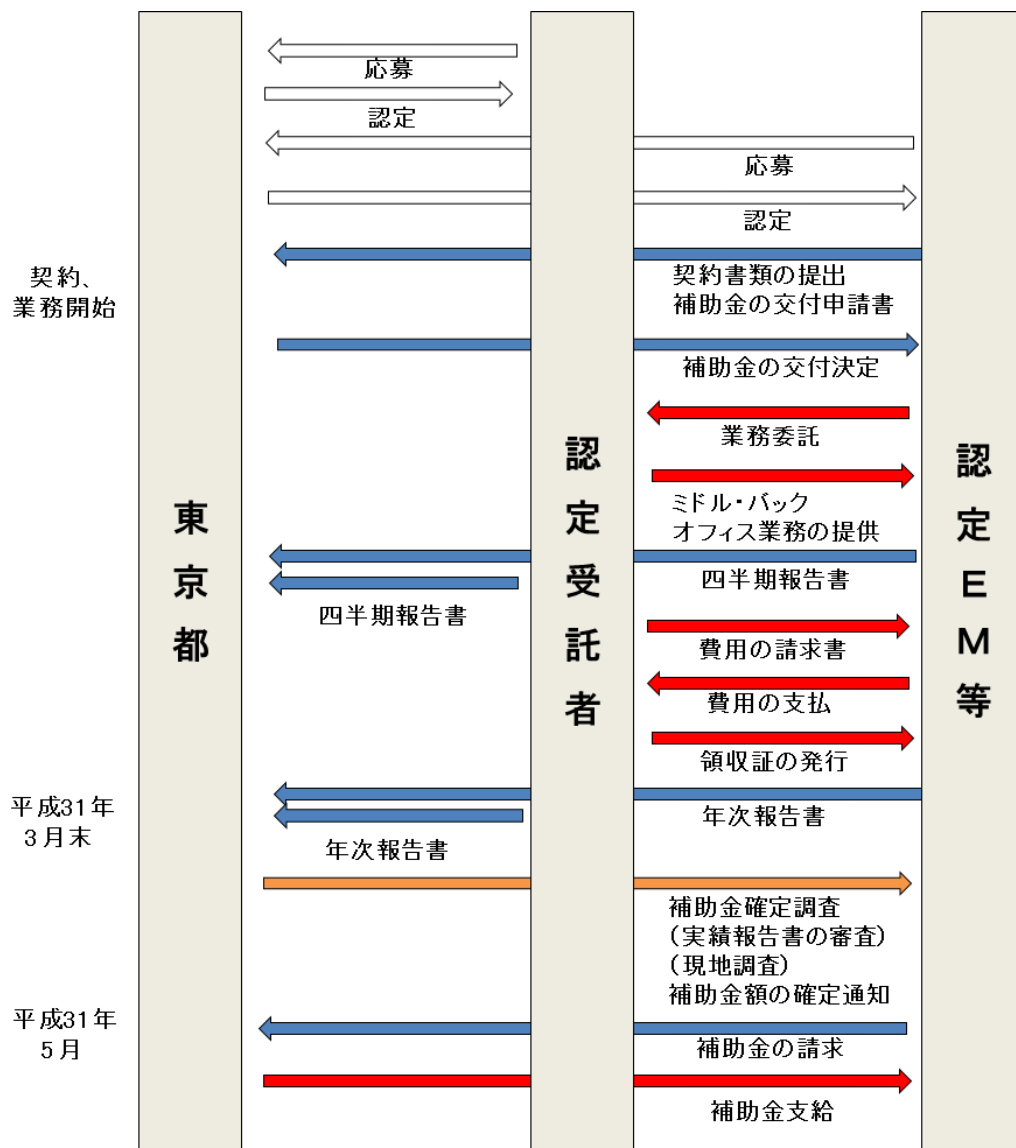 応募
認定
応募
認定
契約、
業務開始
契約書類の提出
補助金の交付申請書
補助金の交付決定
業務委託
ミドル・バック
オフィス業務の提供
東京都
認定受託者
認定ＥＭ等
四半期報告書
四半期報告書
費用の請求書
費用の支払
領収証の発行
平成31年
３月末
年次報告書
年次報告書
補助金確定調査
（実績報告書の審査）
（現地調査）
補助金額の確定通知
平成31年
５月
補助金の請求
補助金支給